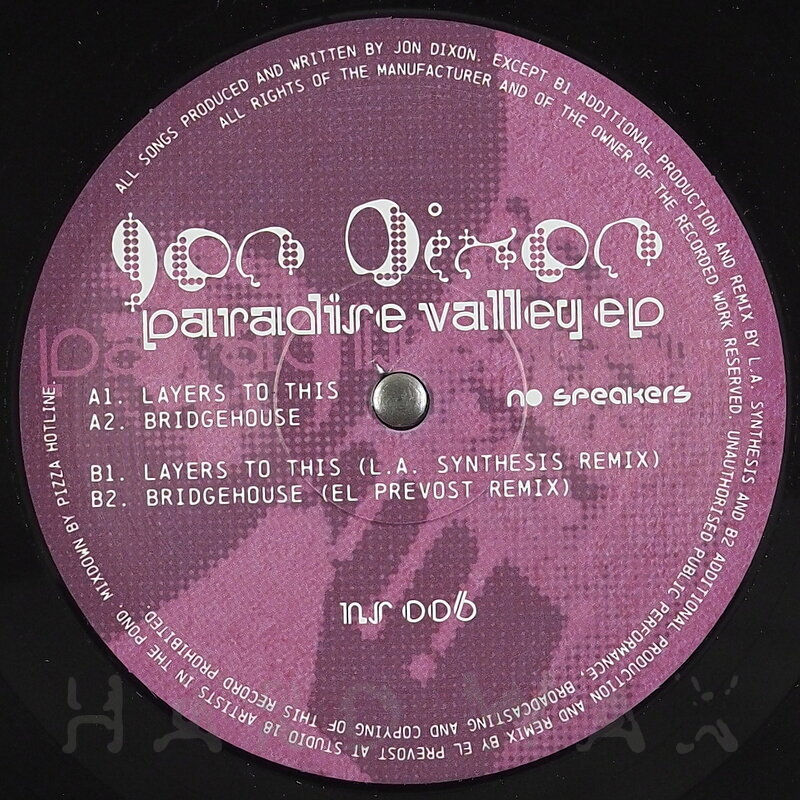 ALL SONGS PRODUCED AND WRITTEN BY JON DIXON. EXCEPT B1 ADDITIONAL PRODUCTION AND REMIX BY L.A. SYNTHESIS AND B2 ADDITIONAL PRODUCTION AND REMIX BY EL PREVOST AT STUDIO 18 ARTISTS IN THE POND. MIXDOWN BY PIZZA HOTLINE.
ALL RIGHTS OF THE MANUFACTURER AND OF THE OWNER OF THE RECORDED WORK RESERVED. UNAUTHORISED PUBLIC PERFORMANCE, BROADCASTING AND COPYING OF THIS RECORD PROHIBITED.
Jon Dixon
paradise valley ep
A1. LAYERS TO THIS
A2. BRIDGEHOUSE
no speakers
B1. LAYERS TO THIS (L.A. SYNTHESIS REMIX)
B2. BRIDGEHOUSE (EL PREVOST REMIX)
ns 006
HARD WAX